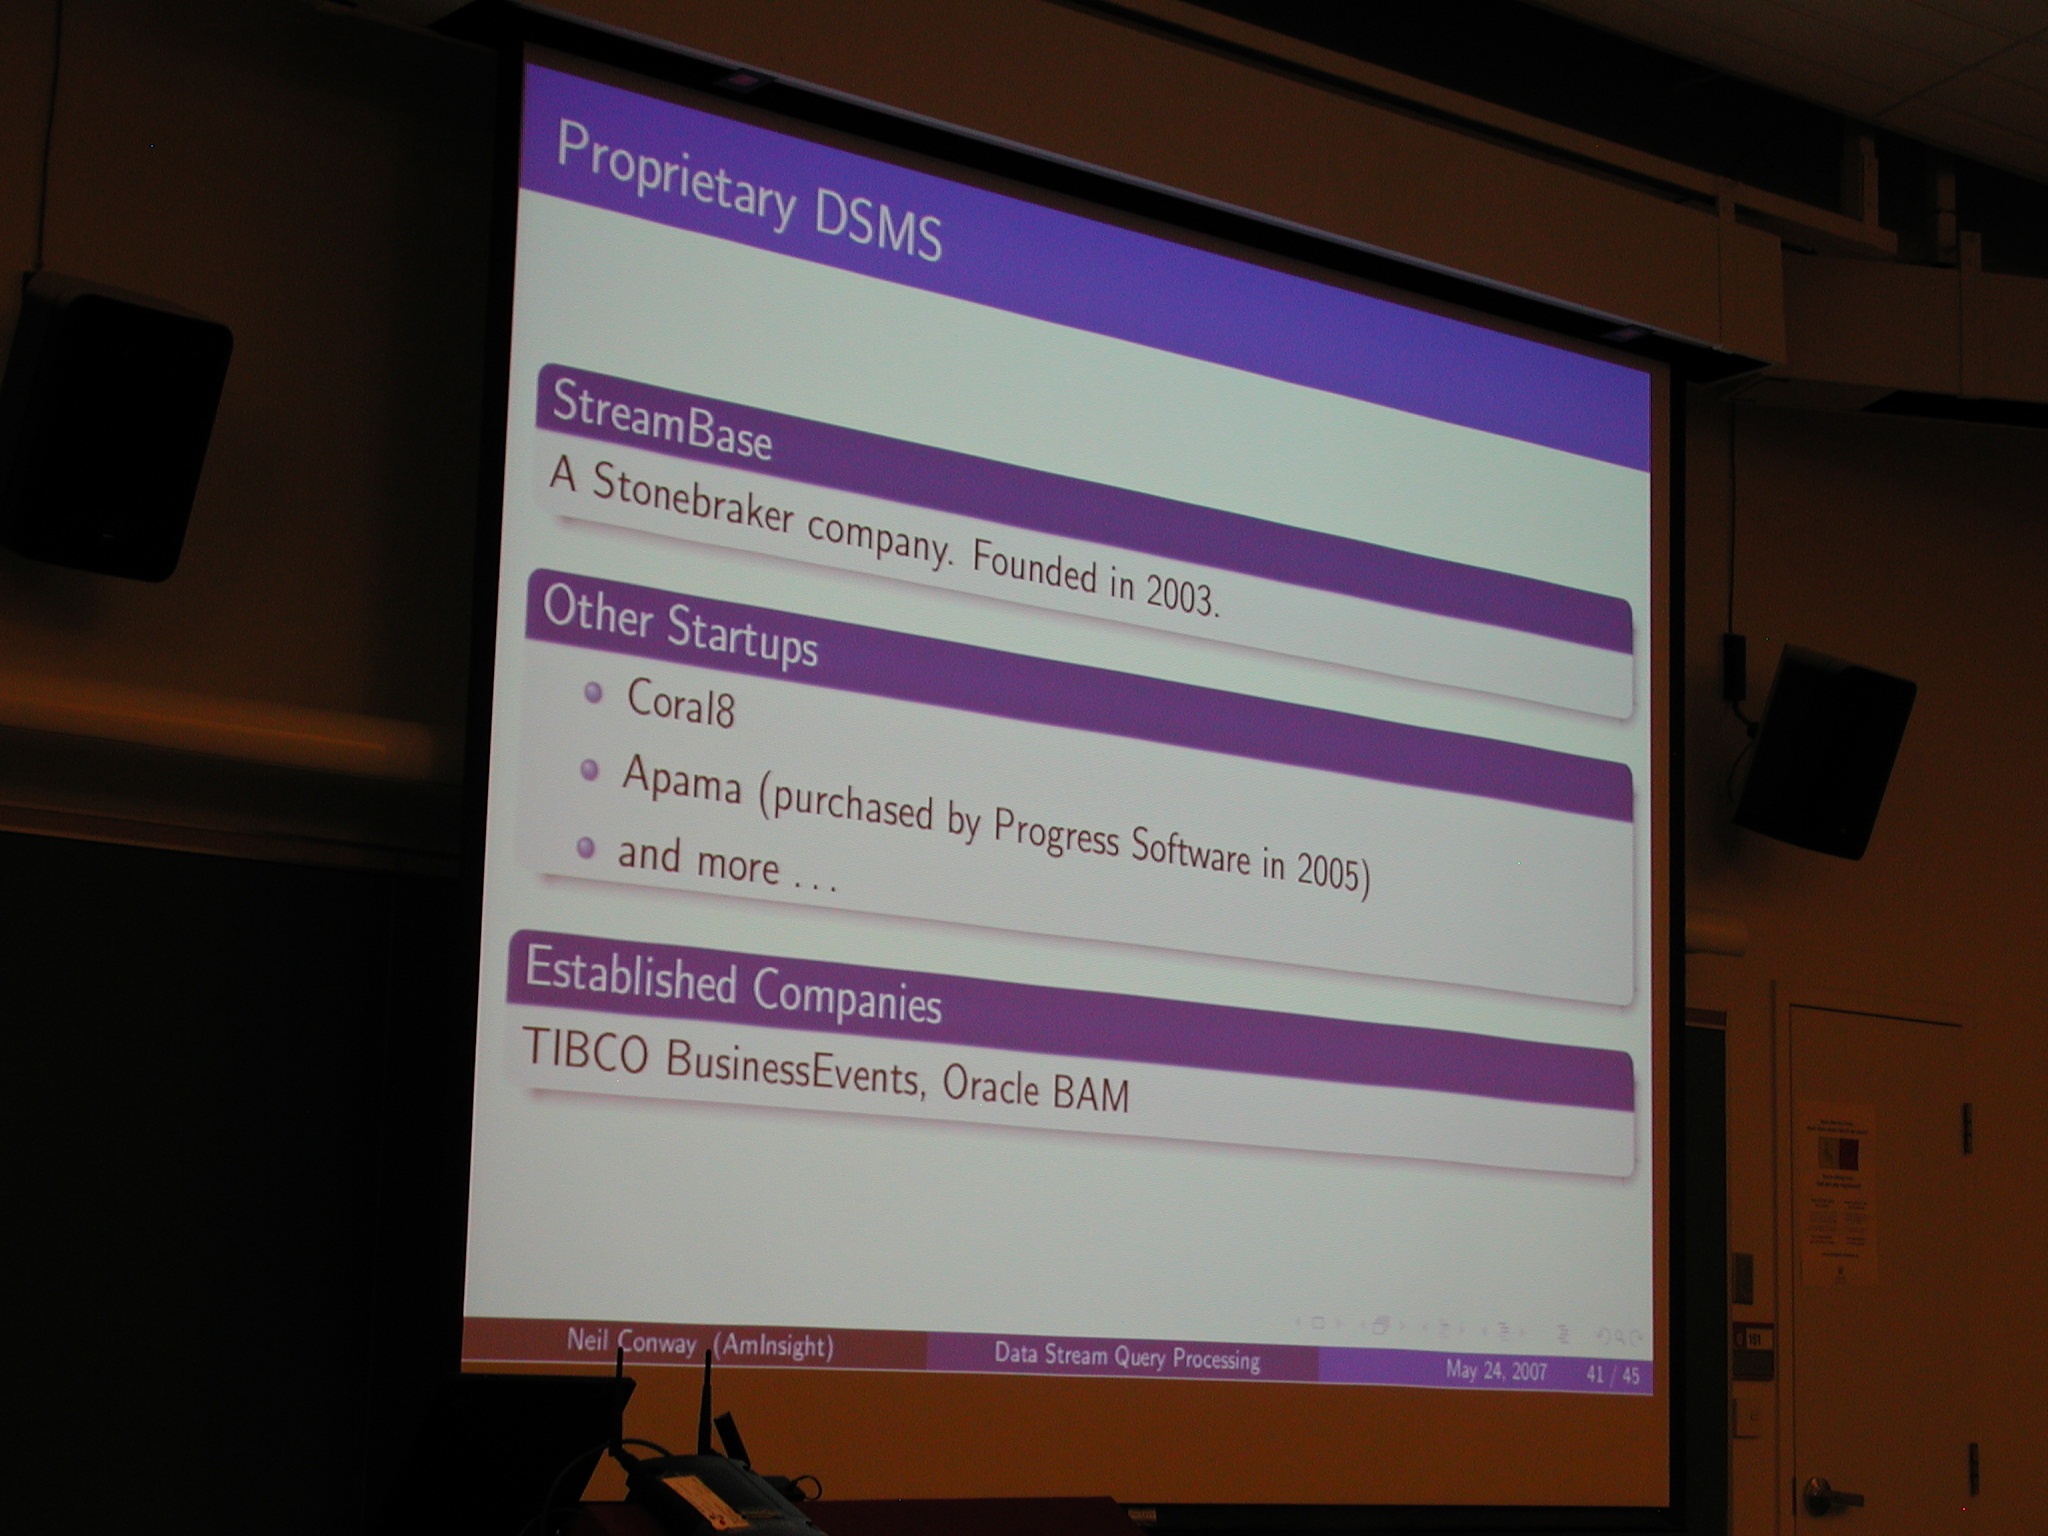 Proprietary DSMS
StreamBase
A Stonebraker company. Founded in 2003.
Other Startups
Coral8
Apama (purchased by Progress Software in 2005)
and more . . .
Established Companies
TIBCO BusinessEvents, Oracle BAM
Neil Conway (AmInsight)
Data Stream Query Processing
May 24, 2007
41 / 45
151